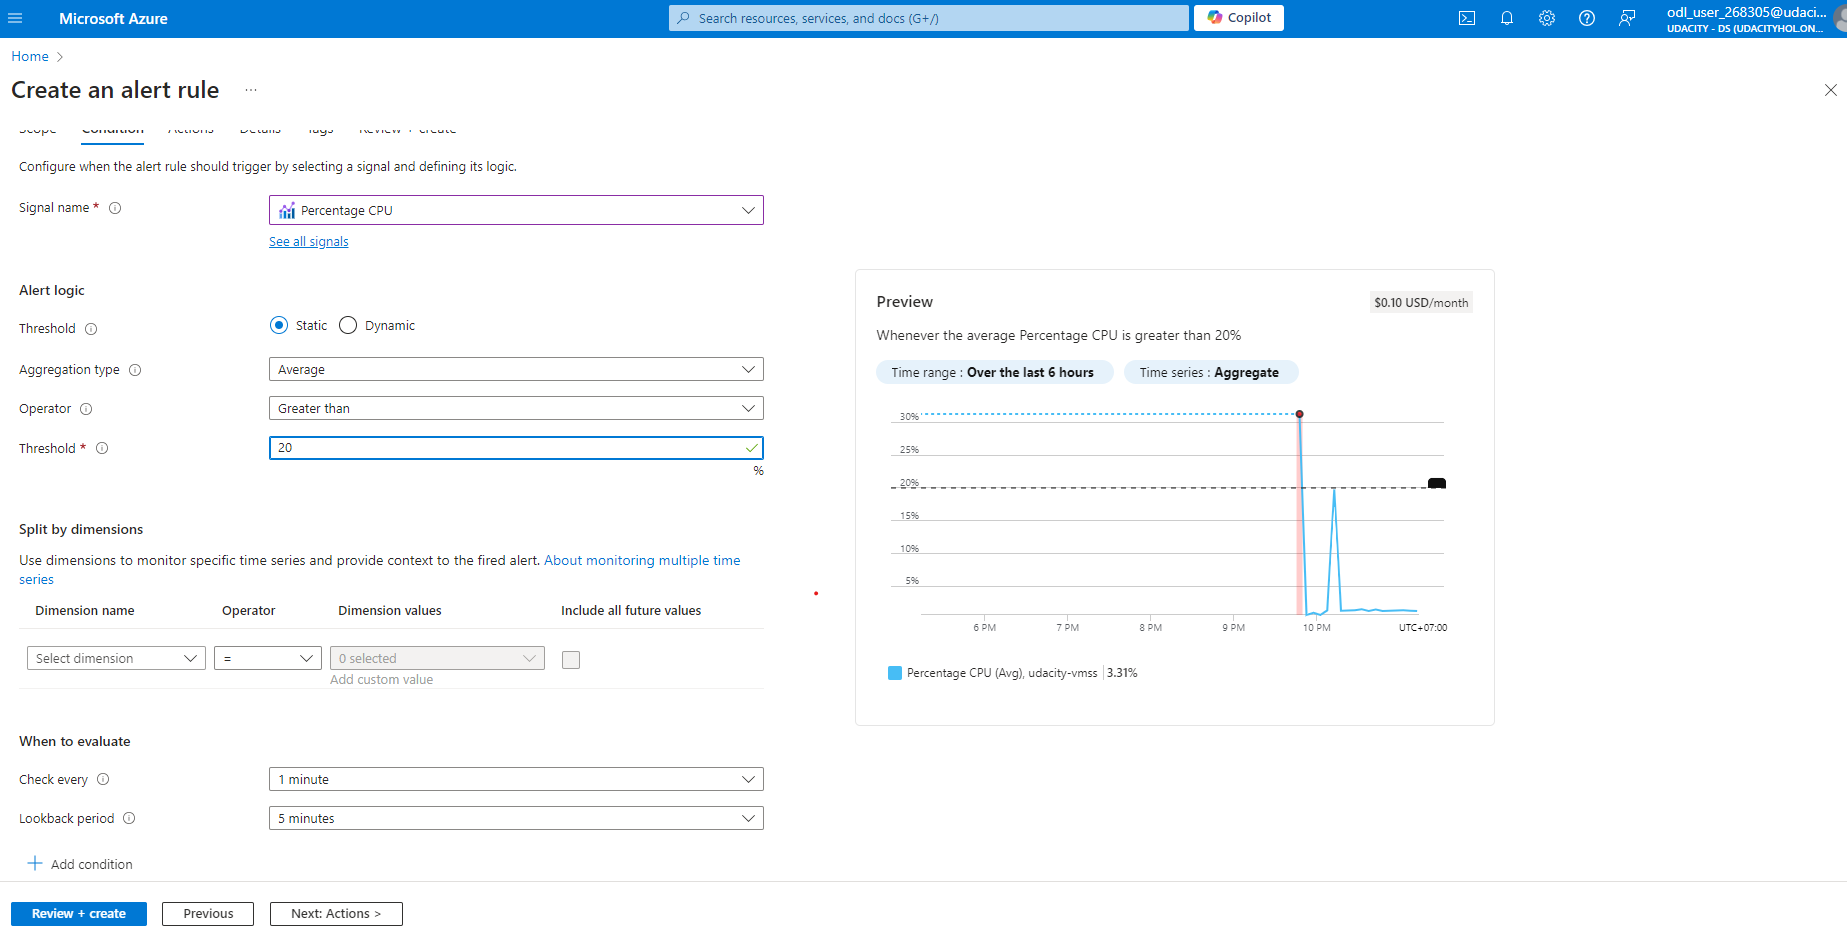 Microsoft Azure
Search resources, services, and docs (G+/)
Copilot
odl_user_268305@udaci...
UDACITY - DS (UDACITYHOL.ON...
Home >
Create an alert rule ...
Scope Condition Actions Details Tags Review + create
Configure when the alert rule should trigger by selecting a signal and defining its logic.
Signal name *
Percentage CPU
See all signals
Alert logic
Threshold
Static Dynamic
Aggregation type
Average
Operator
Greater than
Threshold *
20
%
Split by dimensions
Use dimensions to monitor specific time series and provide context to the fired alert. About monitoring multiple time
series
Dimension name Operator Dimension values Include all future values
Select dimension = 0 selected
Add custom value
When to evaluate
Check every
1 minute
Lookback period
5 minutes
+ Add condition
Review + create
Previous
Next: Actions >
Preview
$0.10 USD/month
Whenever the average Percentage CPU is greater than 20%
Time range : Over the last 6 hours
Time series : Aggregate
30%
25%
20%
15%
10%
5%
6 PM 7 PM 8 PM 9 PM 10 PM UTC+07:00
Percentage CPU (Avg), udacity-vmss | 3.31%